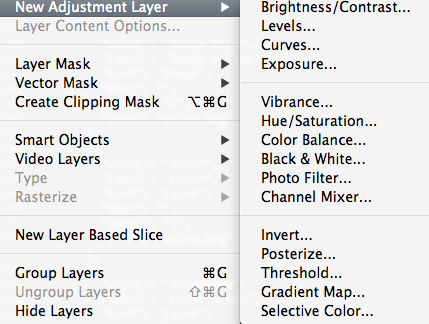 New Adjustment Layer ▶
Layer Content Options...
Layer Mask ▶
Vector Mask ▶
Create Clipping Mask ⌥⌘G
Smart Objects ▶
Video Layers ▶
Type ▶
Rasterize ▶
New Layer Based Slice
Group Layers ⌘G
Ungroup Layers ⇧⌘G
Hide Layers
Brightness/Contrast...
Levels...
Curves...
Exposure...
Vibrance...
Hue/Saturation...
Color Balance...
Black & White...
Photo Filter...
Channel Mixer...
Invert...
Posterize...
Threshold...
Gradient Map...
Selective Color...